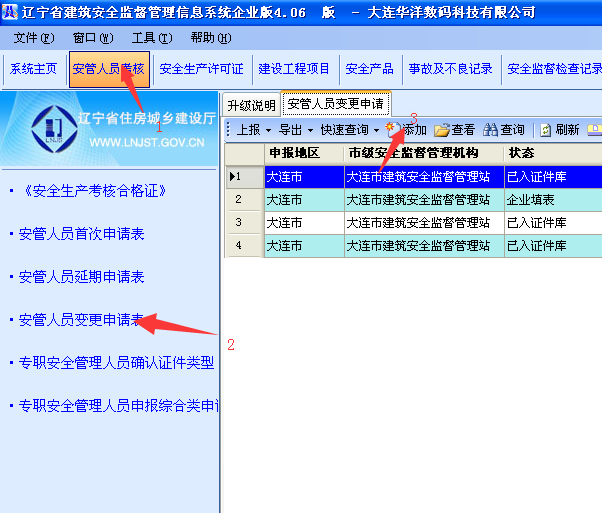 辽宁省建筑安全监督管理信息系统企业版4.06 版 - 大连华洋数码科技有限公司
文件(F) 窗口(W) 工具(T) 帮助(H)
系统主页 安管人员考核 安全生产许可证 建设工程项目 安全产品 事故及不良记录 安全监督检查记录
1
辽宁省住房城乡建设厅
WWW.LNJST.GOV.CN
LNJS
升级说明 安管人员变更申请
3
上报 导出 快速查询 添加 查看 查询 刷新
申报地区 市级安全监督管理机构 状态
1 大连市 大连市建筑安全监督管理站 已入证件库
2 大连市 大连市建筑安全监督管理站 企业填表
3 大连市 大连市建筑安全监督管理站 已入证件库
4 大连市 大连市建筑安全监督管理站 已入证件库
· 《安全生产考核合格证》
· 安管人员首次申请表
· 安管人员延期申请表
· 安管人员变更申请表
2
· 专职安全管理人员确认证件类型
· 专职安全管理人员申报综合类申